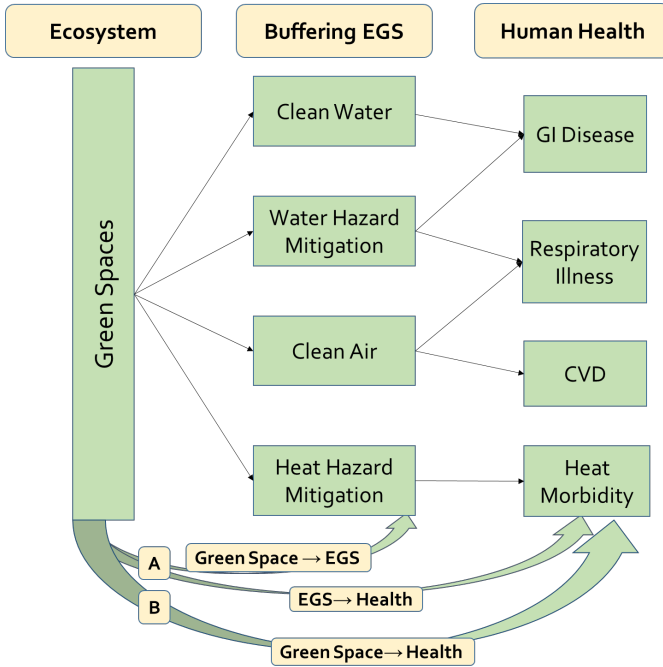 Ecosystem
Buffering EGS
Human Health
Green Spaces
Clean Water
Water Hazard
Mitigation
Clean Air
Heat Hazard
Mitigation
GI Disease
Respiratory
Illness
CVD
Heat
Morbidity
A
Green Space → EGS
EGS→ Health
B
Green Space→ Health